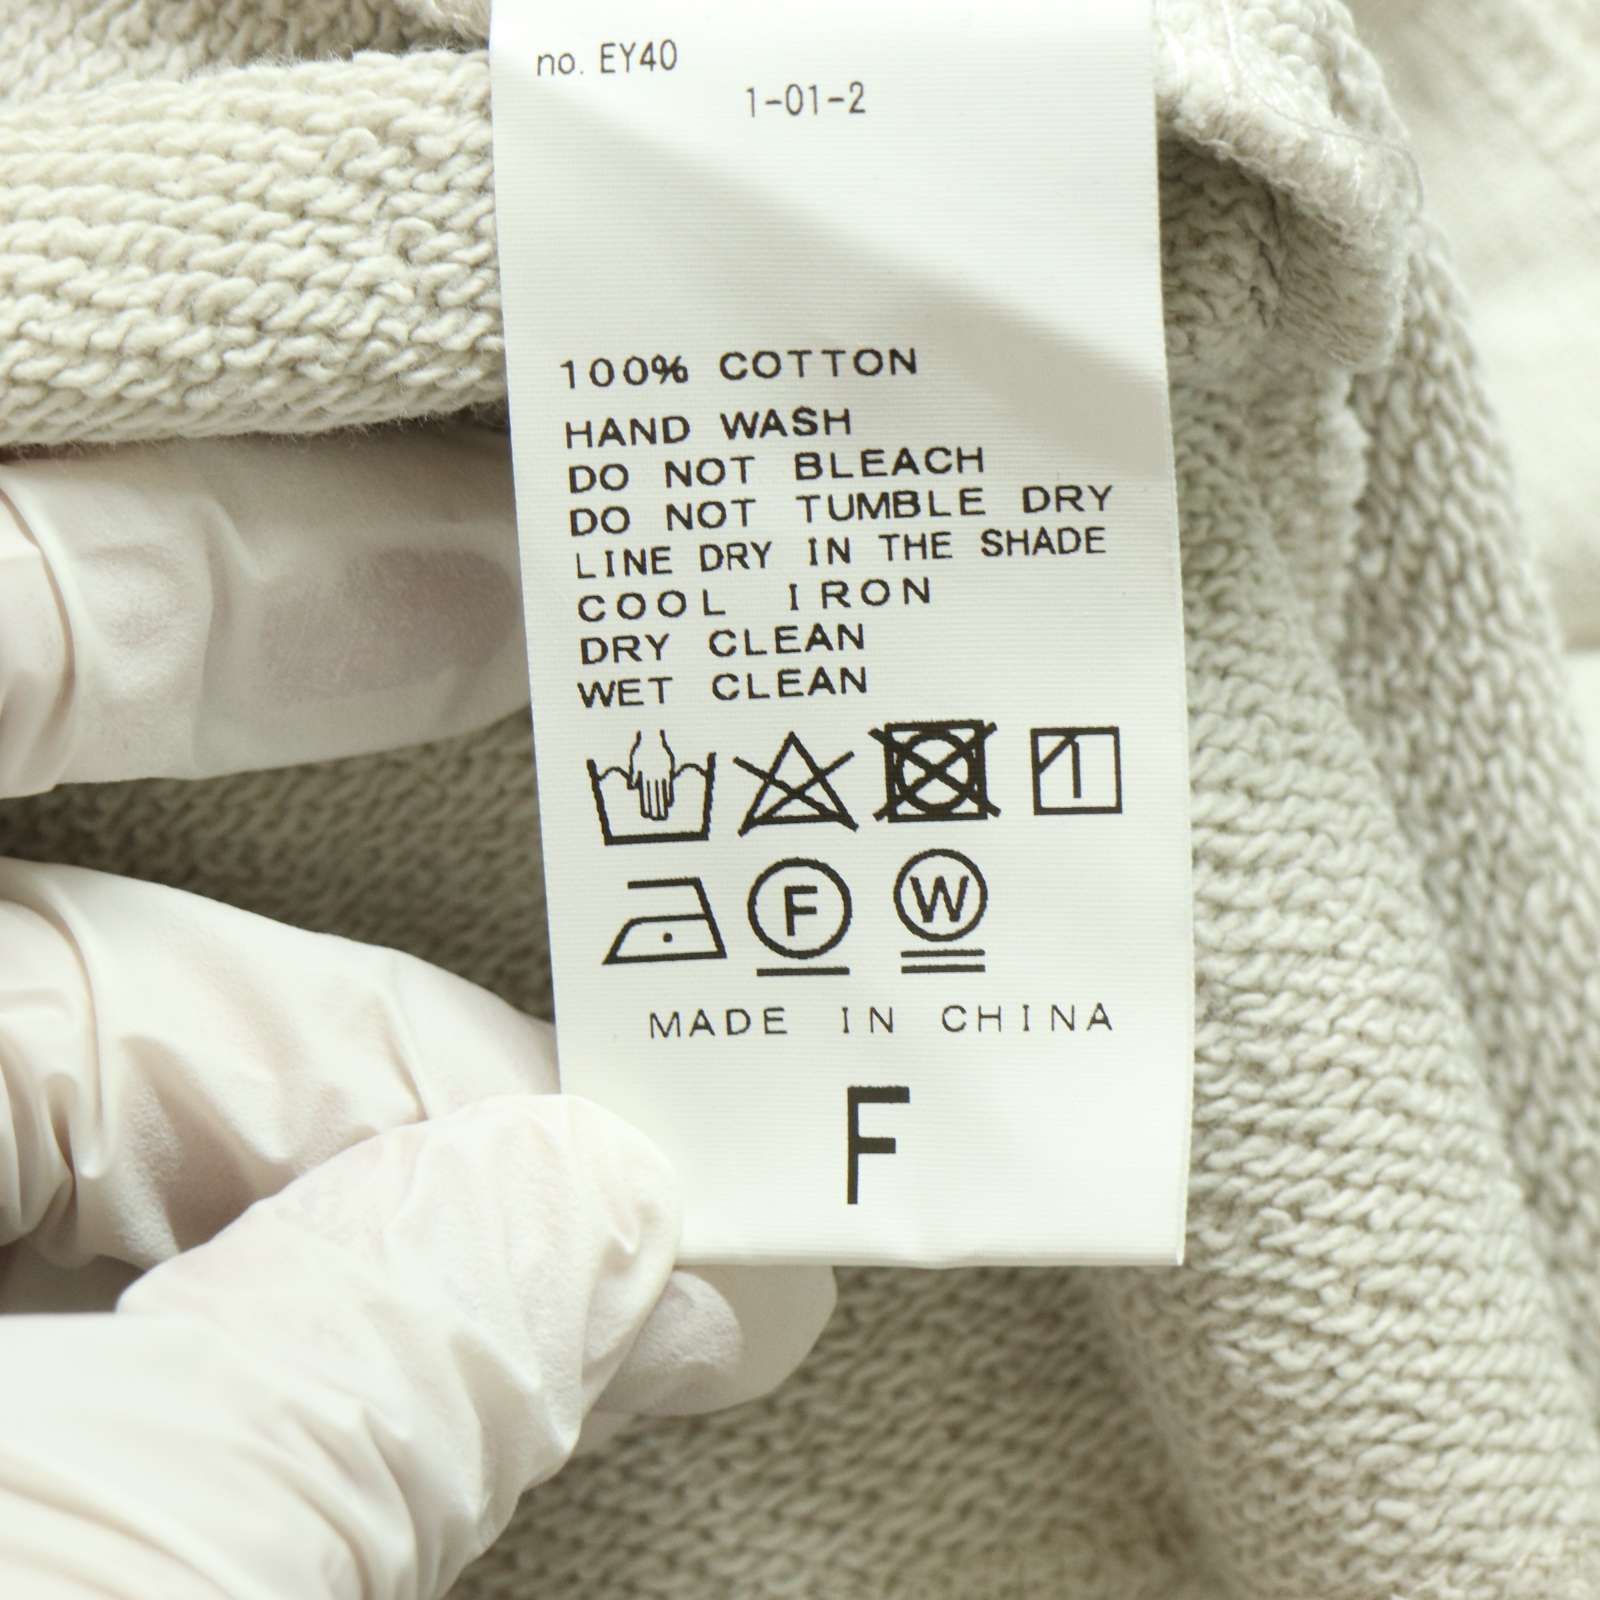 no. EY40
1-01-2
100% COTTON
HAND WASH
DO NOT BLEACH
DO NOT TUMBLE DRY
LINE DRY IN THE SHADE
COOL IRON
DRY CLEAN
WET CLEAN
F W
MADE IN CHINA
F